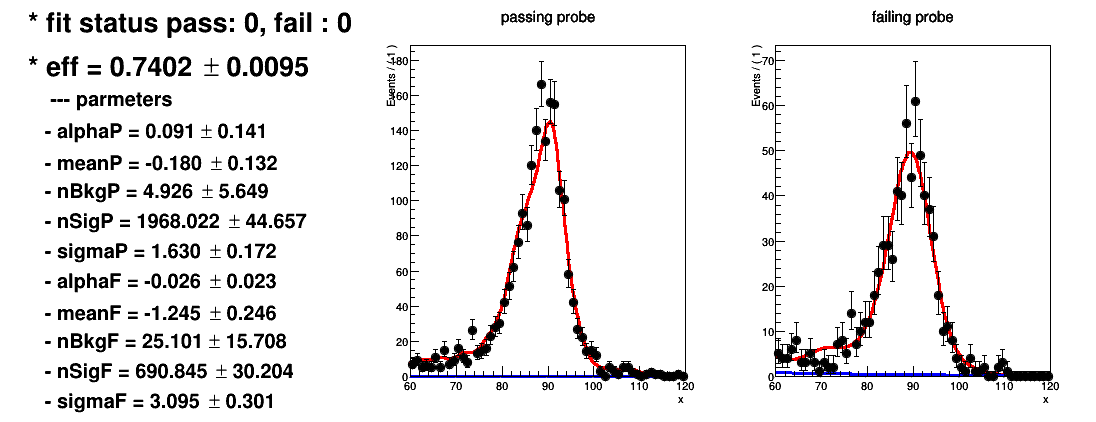 * fit status pass: 0, fail : 0
* eff = 0.7402 ± 0.0095
--- parmeters
- alphaP = 0.091 ± 0.141
- meanP = -0.180 ± 0.132
- nBkgP = 4.926 ± 5.649
- nSigP = 1968.022 ± 44.657
- sigmaP = 1.630 ± 0.172
- alphaF = -0.026 ± 0.023
- meanF = -1.245 ± 0.246
- nBkgF = 25.101 ± 15.708
- nSigF = 690.845 ± 30.204
- sigmaF = 3.095 ± 0.301
passing probe
Events / ( 1 )
180
160
140
120
100
80
60
40
20
0
60 70 80 90 100 110 120
x
failing probe
Events / ( 1 )
70
60
50
40
30
20
10
0
60 70 80 90 100 110 120
x